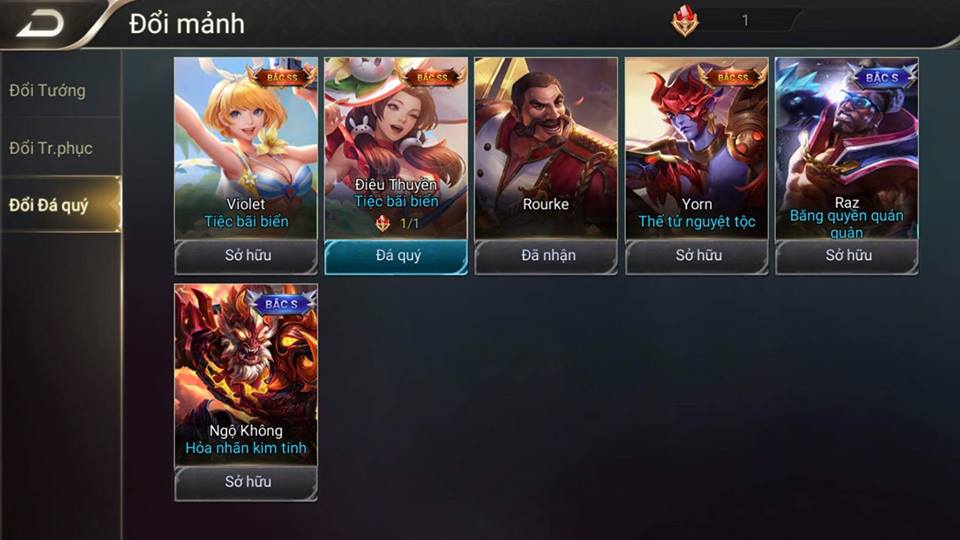 Đổi mảnh
1
Đổi Tướng
Đổi Tr.phục
Đổi Đá quý
BẬC SS
Violet
Tiệc bãi biển
Sở hữu
BẬC SS
Điêu Thuyền
Tiệc bãi biển
1/1
Đá quý
Rourke
Đã nhận
BẬC SS
Yorn
Thế tử nguyệt tộc
Sở hữu
BẬC S
Raz
Băng quyền quán
quân
Sở hữu
BẬC S
Ngộ Không
Hỏa nhãn kim tinh
Sở hữu